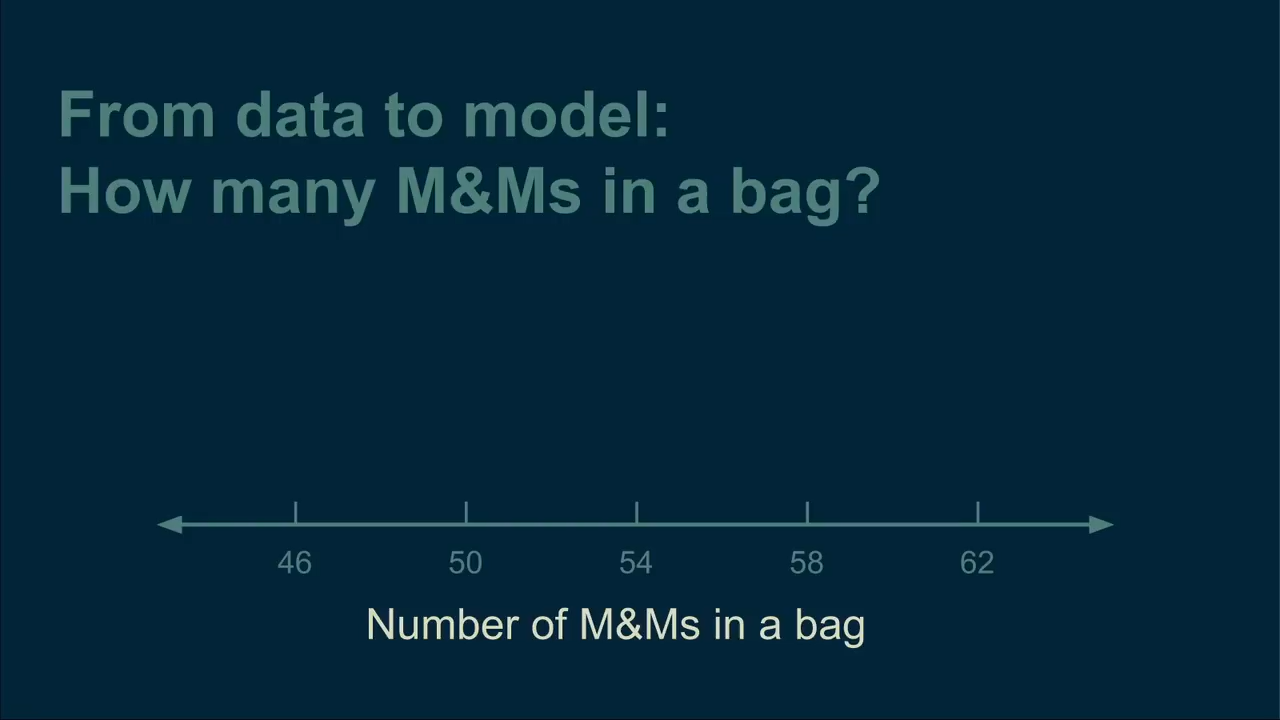 From data to model:
How many M&Ms in a bag?
46 50 54 58 62
Number of M&Ms in a bag